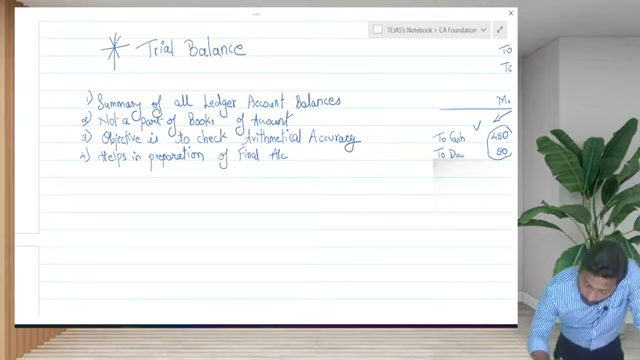 TEJAS's Notebook > CA Foundation
Trial Balance
To
To
1) Summary of all Ledger Account Balances
2) Not a part of Books of Account
3) Objective is to check Arithmetical Accuracy
4) Helps in preparation of Final A/c
M.
To Cash 450
To Disc 50